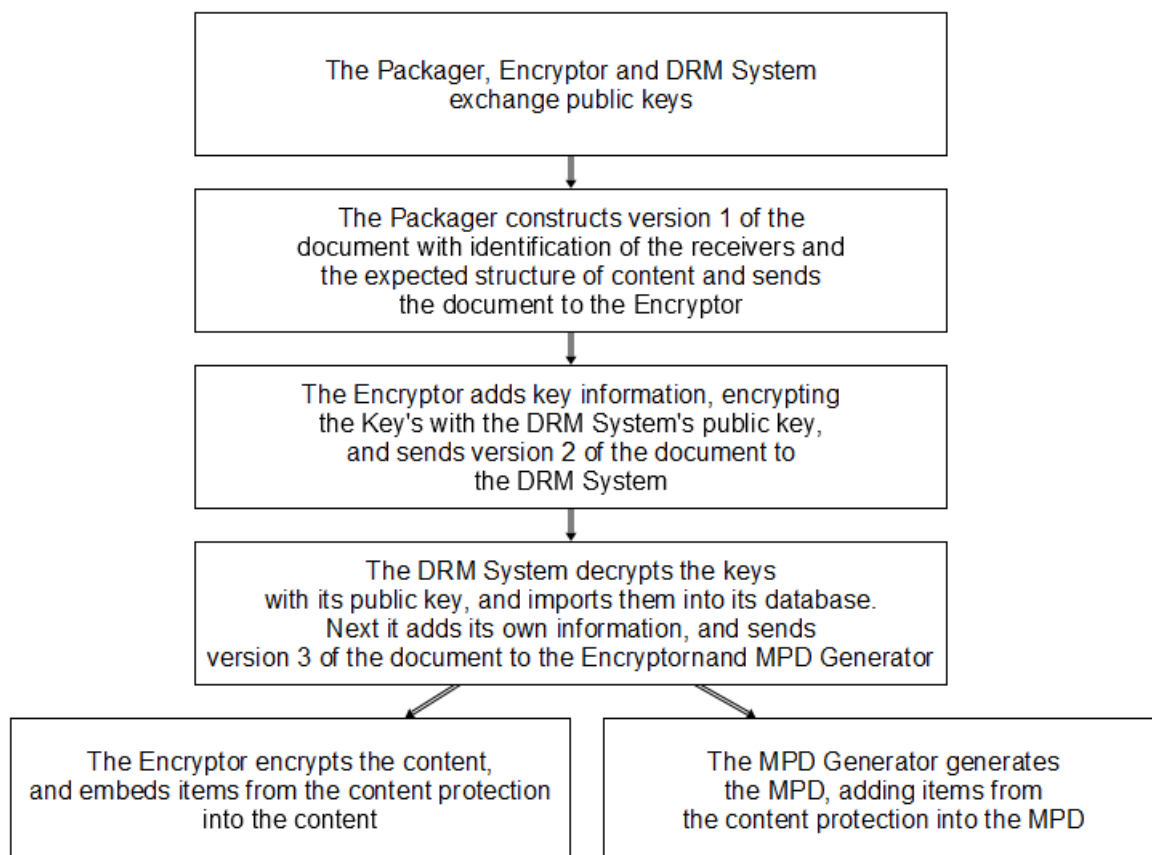 The Packager, Encryptor and DRM System
exchange public keys
The Packager constructs version 1 of the
document with identification of the receivers and
the expected structure of content and sends
the document to the Encryptor
The Encryptor adds key information, encrypting
the Key's with the DRM System's public key,
and sends version 2 of the document to
the DRM System
The DRM System decrypts the keys
with its public key, and imports them into its database.
Next it adds its own information, and sends
version 3 of the document to the Encryptornand MPD Generator
The Encryptor encrypts the content,
and embeds items from the content protection
into the content
The MPD Generator generates
the MPD, adding items from
the content protection into the MPD